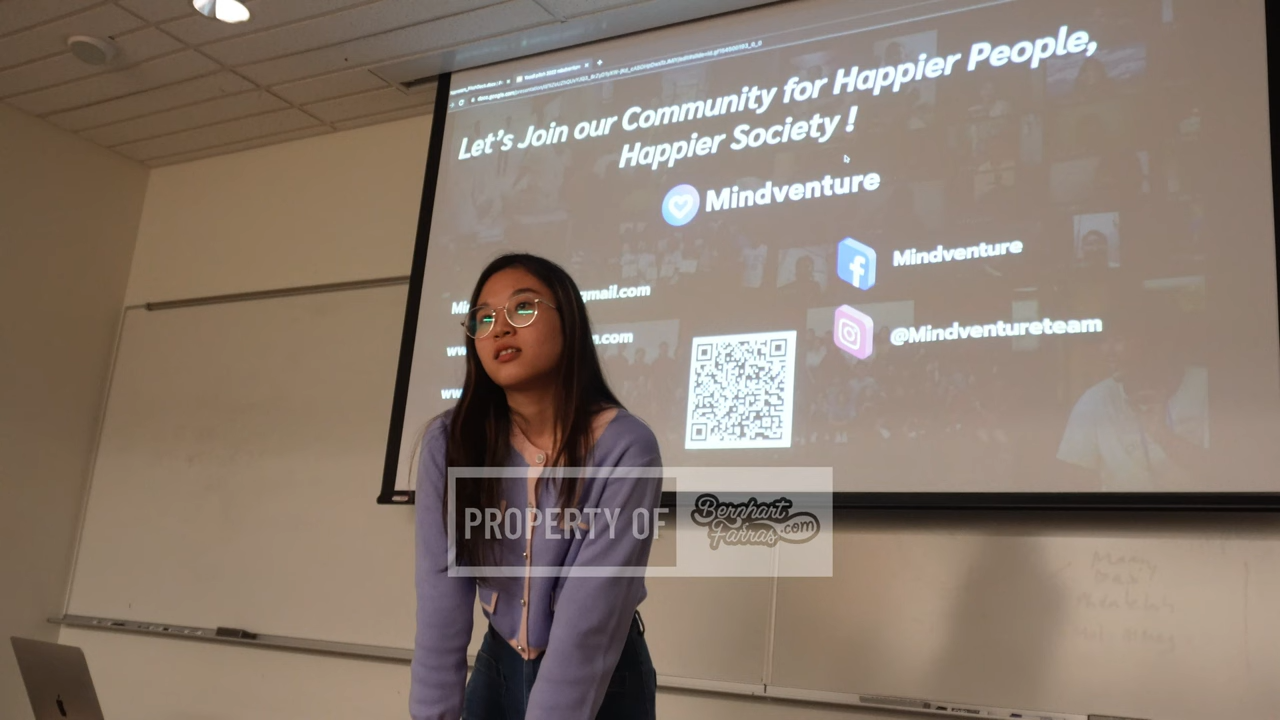 Let's Join our Community for Happier People,
Happier Society !
Mindventure
Mindventure
gmail.com
@Mindventureteam
PROPERTY OF
Bernhart
Farras
.com